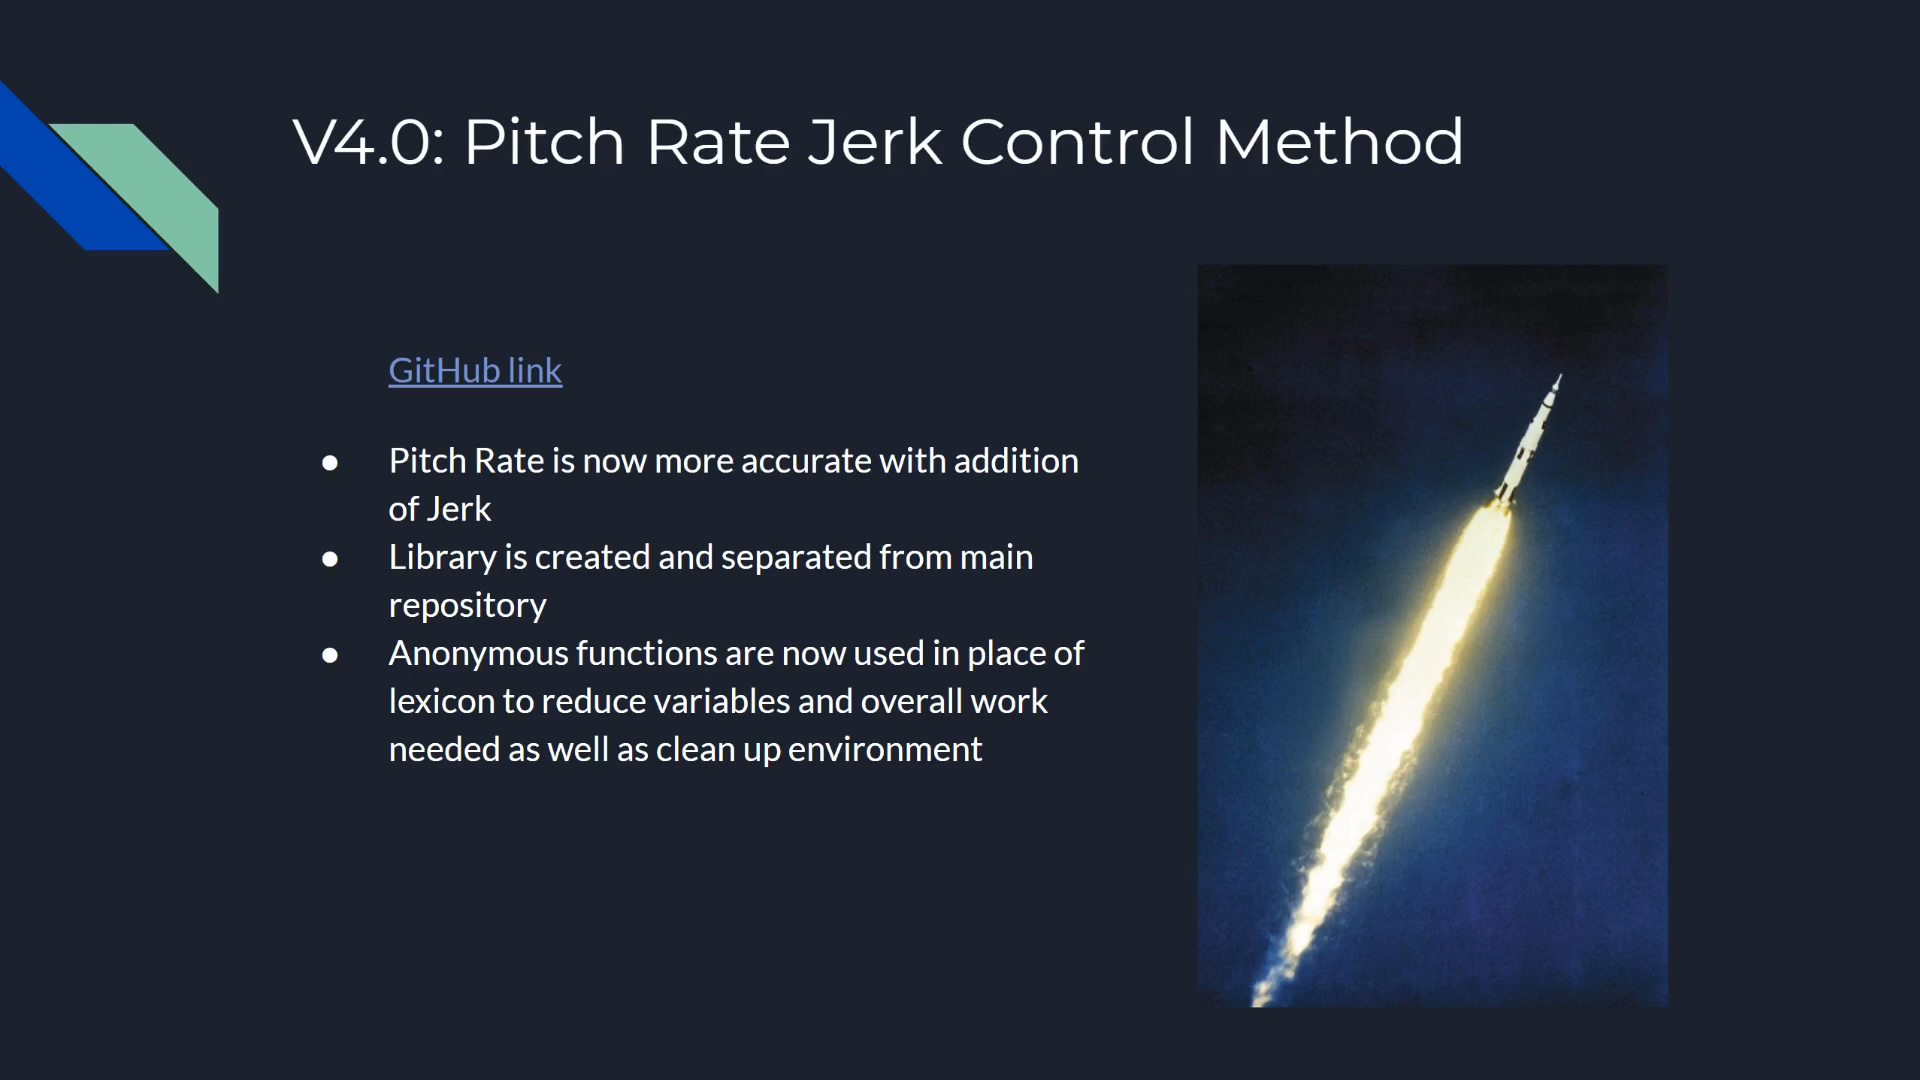 V4.0: Pitch Rate Jerk Control Method
GitHub link
● Pitch Rate is now more accurate with addition
of Jerk
● Library is created and separated from main
repository
● Anonymous functions are now used in place of
lexicon to reduce variables and overall work
needed as well as clean up environment